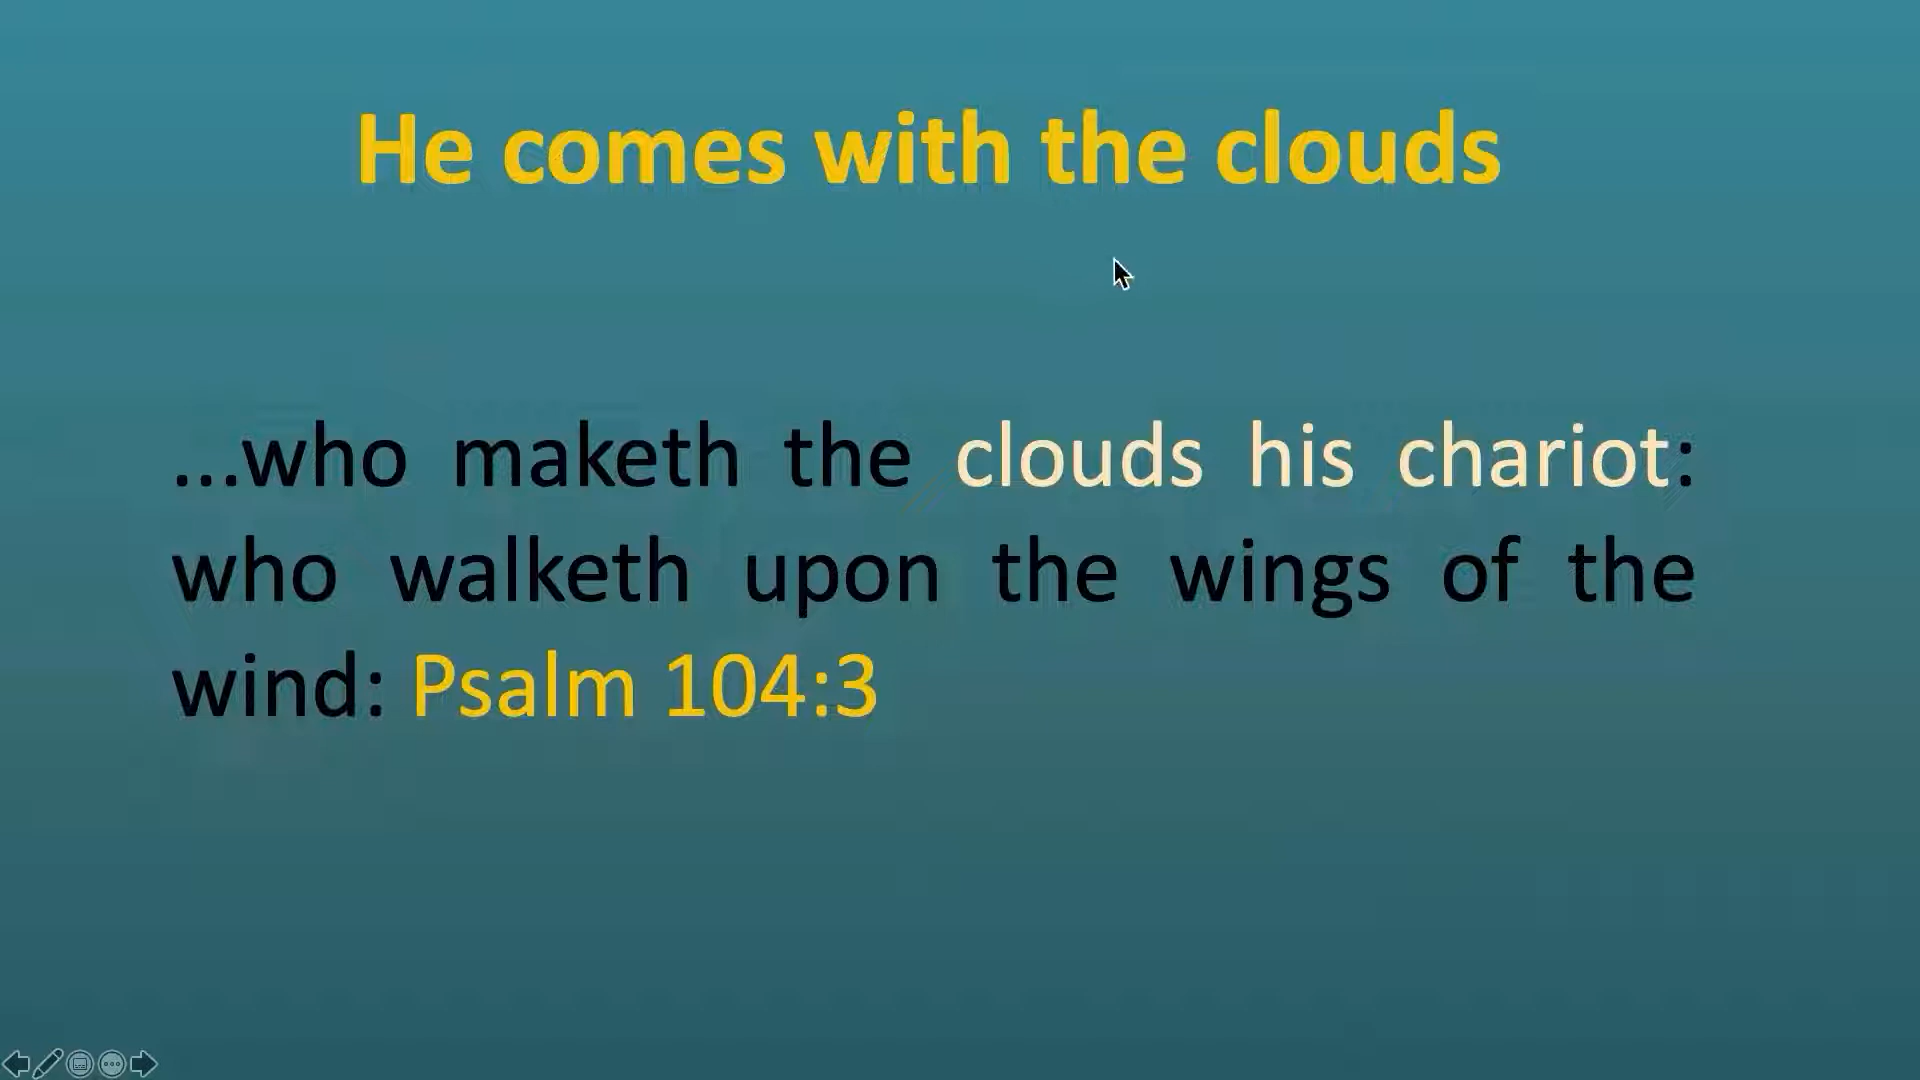 He comes with the clouds
...who maketh the clouds his chariot:
who walketh upon the wings of the
wind: Psalm 104:3